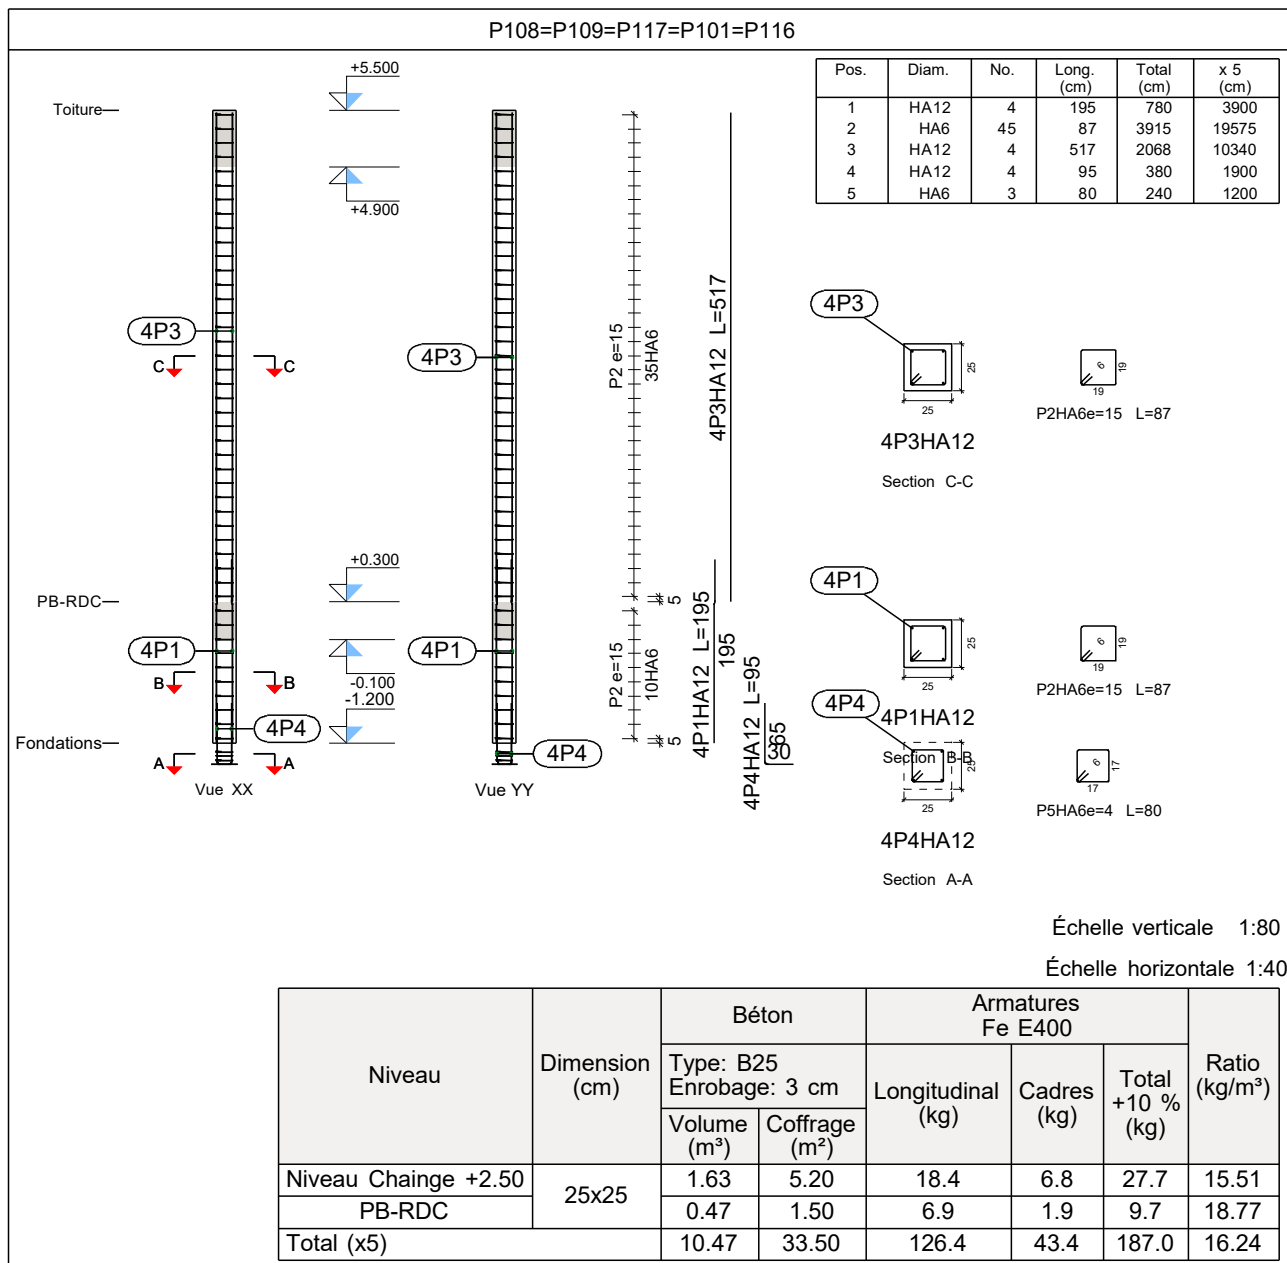 P108=P109=P117=P101=P116
Pos. Diam. No. Long. (cm) Total (cm) x 5 (cm)
1 HA12 4 195 780 3900
2 HA6 45 87 3915 19575
3 HA12 4 517 2068 10340
4 HA12 4 95 380 1900
5 HA6 3 80 240 1200
Toiture
+5.500
+4.900
4P3
C C
4P3
P2 e=15
35HA6
4P3HA12 L=517
4P3
25
25
4P3HA12
Section C-C
6
19
19
P2HA6e=15 L=87
PB-RDC
+0.300
5
4P1
B B
-0.100
4P1
P2 e=15
10HA6
4P1HA12 L=195
195
4P1
25
25
4P1HA12
Section B-B
6
19
19
P2HA6e=15 L=87
Fondations
-1.200
4P4
A A
4P4
5
4P4HA12 L=95
65
30
Vue XX
Vue YY
4P4
25
25
4P4HA12
Section A-A
6
17
17
P5HA6e=4 L=80
Échelle verticale 1:80
Échelle horizontale 1:40
Niveau
Dimension (cm)
Béton
Type: B25
Enrobage: 3 cm
Volume (m³)
Coffrage (m²)
Armatures
Fe E400
Longitudinal (kg)
Cadres (kg)
Total +10 % (kg)
Ratio (kg/m³)
Niveau Chainge +2.50 25x25 1.63 5.20 18.4 6.8 27.7 15.51
PB-RDC 0.47 1.50 6.9 1.9 9.7 18.77
Total (x5) 10.47 33.50 126.4 43.4 187.0 16.24